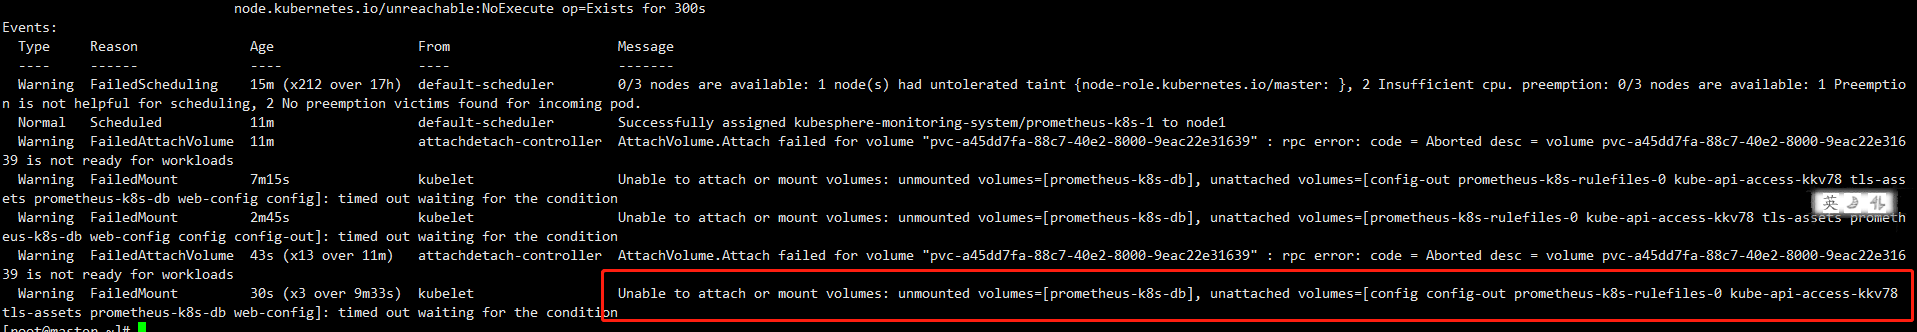 node.kubernetes.io/unreachable:NoExecute op=Exists for 300s
Events:
Type Reason Age From Message
---- ------ ---- ---- -------
Warning FailedScheduling 15m (x212 over 17h) default-scheduler 0/3 nodes are available: 1 node(s) had untolerated taint {node-role.kubernetes.io/master: }, 2 Insufficient cpu. preemption: 0/3 nodes are available: 1 Preemptio
n is not helpful for scheduling, 2 No preemption victims found for incoming pod.
Normal Scheduled 11m default-scheduler Successfully assigned kubesphere-monitoring-system/prometheus-k8s-1 to node1
Warning FailedAttachVolume 11m attachdetach-controller AttachVolume.Attach failed for volume "pvc-a45dd7fa-88c7-40e2-8000-9eac22e31639" : rpc error: code = Aborted desc = volume pvc-a45dd7fa-88c7-40e2-8000-9eac22e316
39 is not ready for workloads
Warning FailedMount 7m15s kubelet Unable to attach or mount volumes: unmounted volumes=[prometheus-k8s-db], unattached volumes=[config-out prometheus-k8s-rulefiles-0 kube-api-access-kkv78 tls-ass
ets prometheus-k8s-db web-config config]: timed out waiting for the condition
英
Warning FailedMount 2m45s kubelet Unable to attach or mount volumes: unmounted volumes=[prometheus-k8s-db], unattached volumes=[prometheus-k8s-rulefiles-0 kube-api-access-kkv78 tls-assets prometh
eus-k8s-db web-config config config-out]: timed out waiting for the condition
Warning FailedAttachVolume 43s (x13 over 11m) attachdetach-controller AttachVolume.Attach failed for volume "pvc-a45dd7fa-88c7-40e2-8000-9eac22e31639" : rpc error: code = Aborted desc = volume pvc-a45dd7fa-88c7-40e2-8000-9eac22e316
39 is not ready for workloads
Warning FailedMount 30s (x3 over 9m33s) kubelet Unable to attach or mount volumes: unmounted volumes=[prometheus-k8s-db], unattached volumes=[config config-out prometheus-k8s-rulefiles-0 kube-api-access-kkv78
tls-assets prometheus-k8s-db web-config]: timed out waiting for the condition
[root@master ~]#